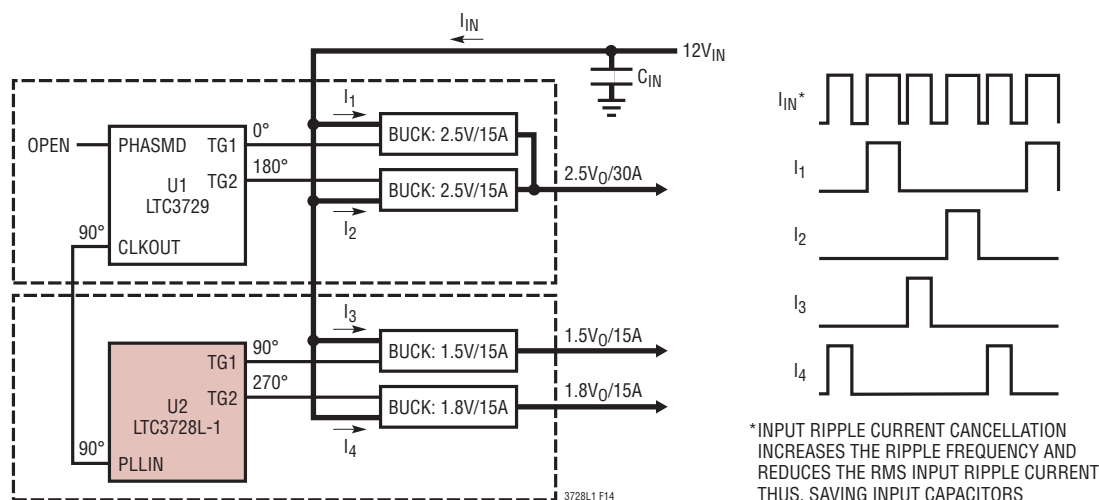 I_IN
12V_IN
C_IN
I_1
BUCK: 2.5V/15A
OPEN
PHASMD
TG1
0°
U1
LTC3729
TG2
180°
BUCK: 2.5V/15A
2.5V_O/30A
I_2
90°
CLKOUT
I_3
TG1
90°
BUCK: 1.5V/15A
1.5V_O/15A
U2
LTC3728L-1
TG2
270°
BUCK: 1.8V/15A
1.8V_O/15A
I_4
90°
PLLIN
3728L1 F14
I_IN*
I_1
I_2
I_3
I_4
*INPUT RIPPLE CURRENT CANCELLATION
INCREASES THE RIPPLE FREQUENCY AND
REDUCES THE RMS INPUT RIPPLE CURRENT
THUS, SAVING INPUT CAPACITORS